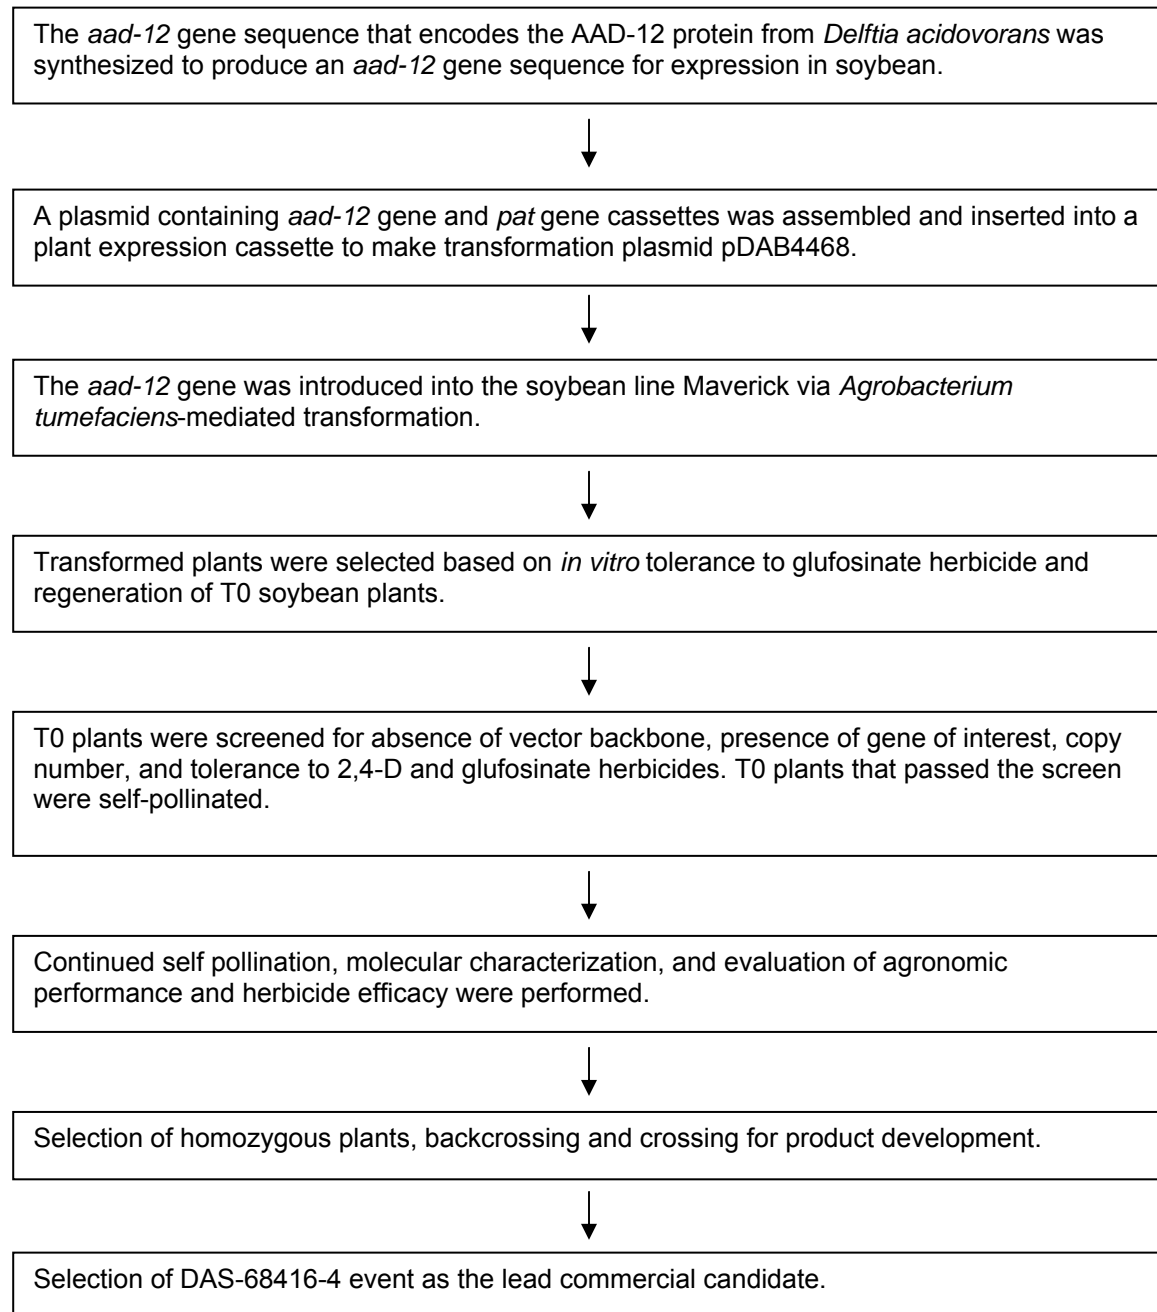 The aad-12 gene sequence that encodes the AAD-12 protein from Delftia acidovorans was
synthesized to produce an aad-12 gene sequence for expression in soybean.
A plasmid containing aad-12 gene and pat gene cassettes was assembled and inserted into a
plant expression cassette to make transformation plasmid pDAB4468.
The aad-12 gene was introduced into the soybean line Maverick via Agrobacterium
tumefaciens-mediated transformation.
Transformed plants were selected based on in vitro tolerance to glufosinate herbicide and
regeneration of T0 soybean plants.
T0 plants were screened for absence of vector backbone, presence of gene of interest, copy
number, and tolerance to 2,4-D and glufosinate herbicides. T0 plants that passed the screen
were self-pollinated.
Continued self pollination, molecular characterization, and evaluation of agronomic
performance and herbicide efficacy were performed.
Selection of homozygous plants, backcrossing and crossing for product development.
Selection of DAS-68416-4 event as the lead commercial candidate.